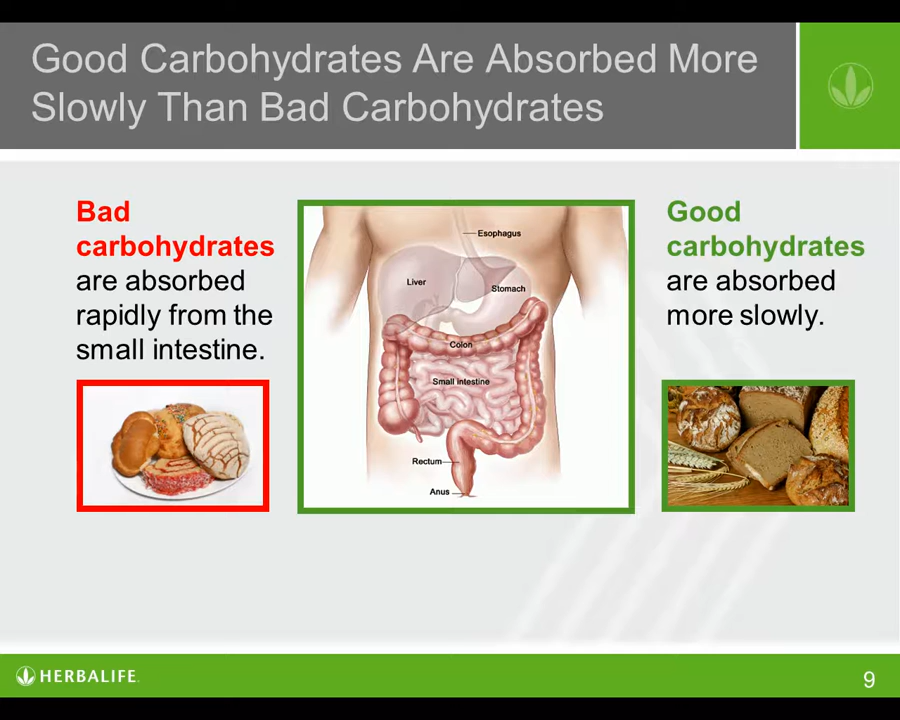 Good Carbohydrates Are Absorbed More
Slowly Than Bad Carbohydrates
Bad
carbohydrates
are absorbed
rapidly from the
small intestine.
Esophagus
Liver
Stomach
Colon
Small intestine
Rectum
Anus
Good
carbohydrates
are absorbed
more slowly.
HERBALIFE.
9